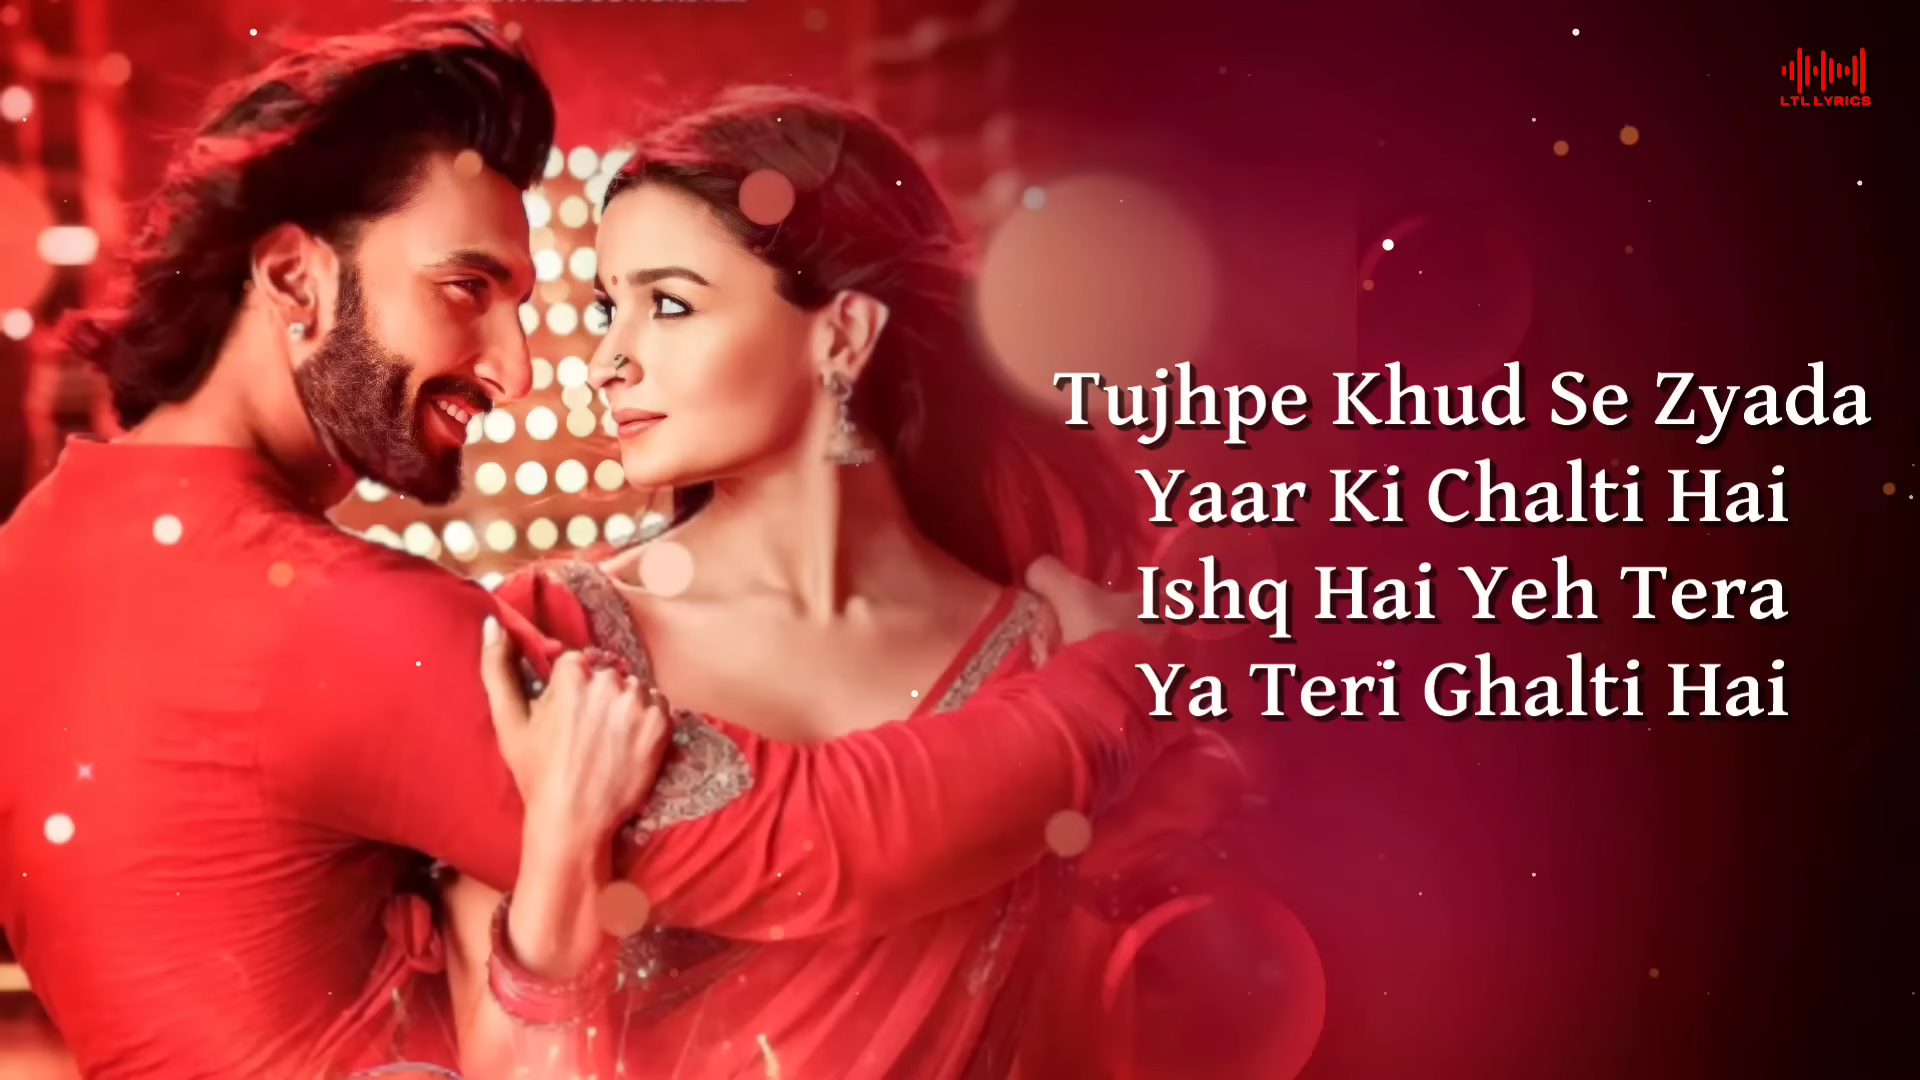 LTL LYRICS
Tujhpe Khud Se Zyada
Yaar Ki Chalti Hai
Ishq Hai Yeh Tera
Ya Teri Ghalti Hai